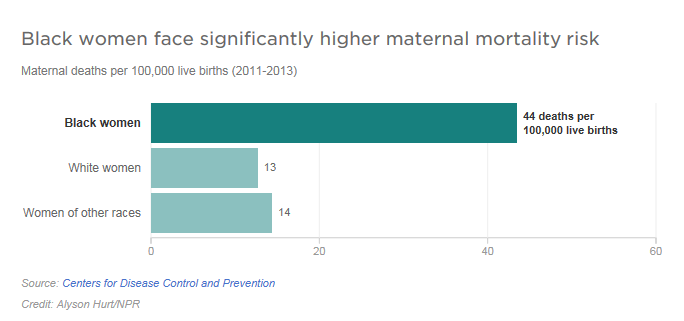 Black women face significantly higher maternal mortality risk
Maternal deaths per 100,000 live births (2011-2013)
Black women
44 deaths per
100,000 live births
White women
13
Women of other races
14
0
20
40
60
Source: Centers for Disease Control and Prevention
Credit: Alyson Hurt/NPR